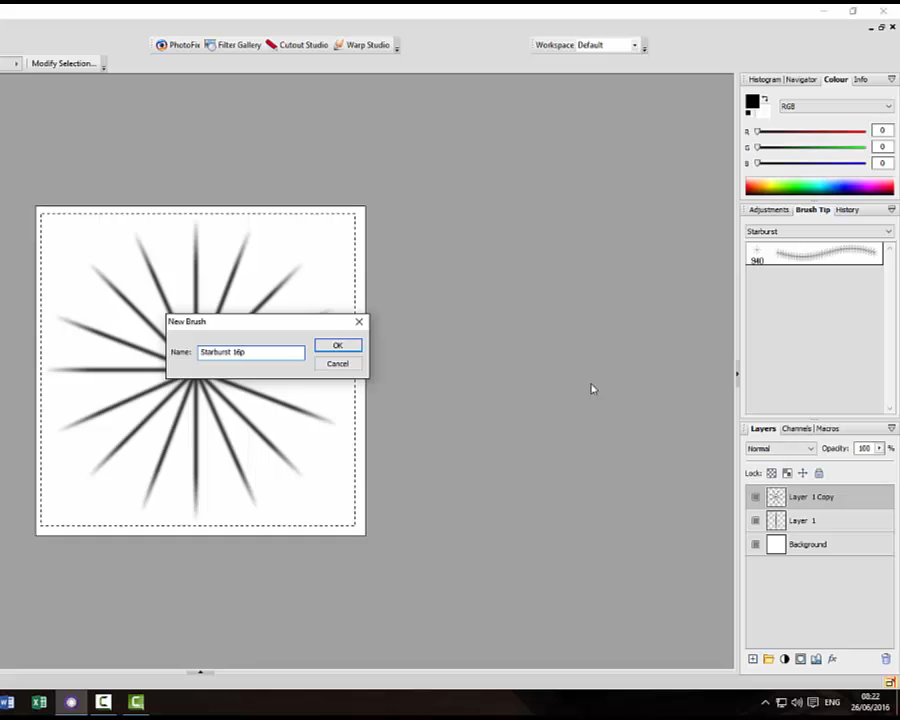 PhotoFix Filter Gallery Cutout Studio Warp Studio Workspace Default
Modify Selection...
Histogram Navigator Colour Info
RGB
R 0
G 0
B 0
Adjustments Brush Tip History
Starburst
940
New Brush
Name: Starburst 16p OK
Cancel
Layers Channels Macros
Normal Opacity: 100 %
Lock:
Layer 1 Copy
Layer 1
Background
fx
ENG
08:22
26/06/2016